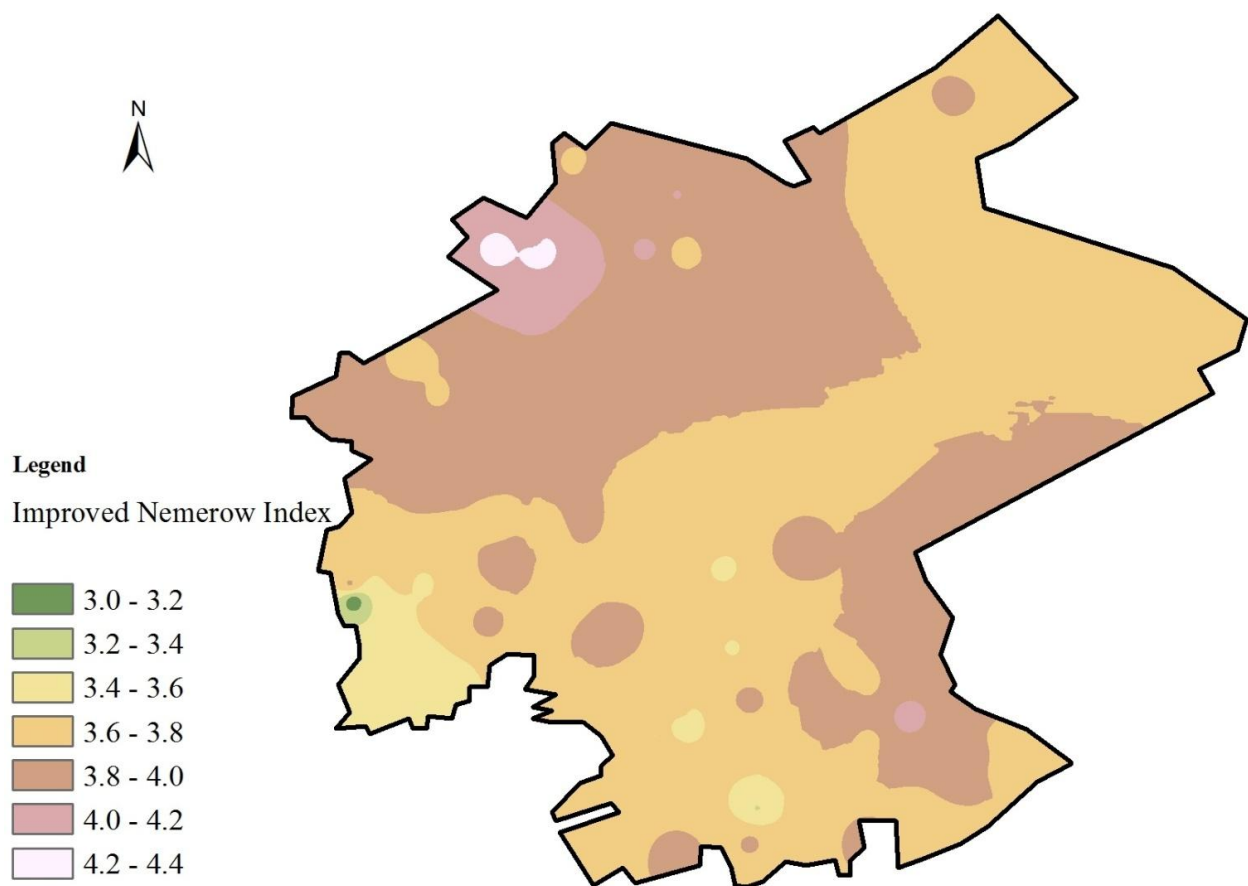 N
Legend
Improved Nemerow Index
3.0 - 3.2
3.2 - 3.4
3.4 - 3.6
3.6 - 3.8
3.8 - 4.0
4.0 - 4.2
4.2 - 4.4